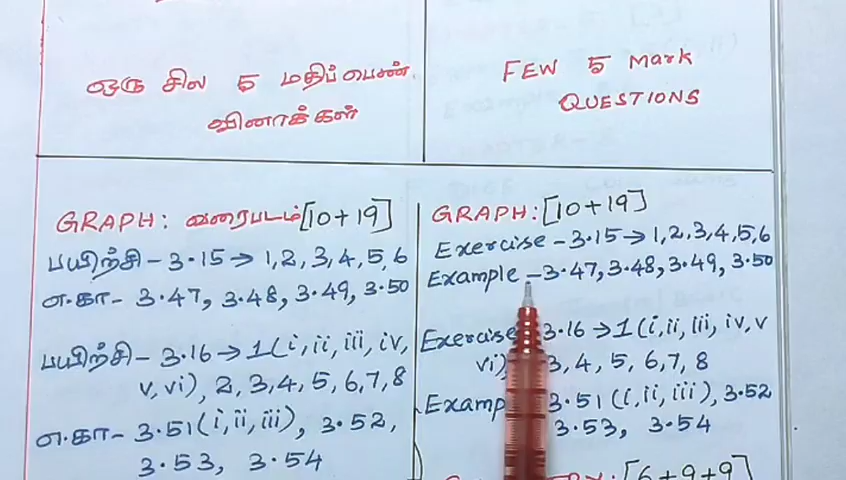 ஒரு சில 5 மதிப்பெண்
வினாக்கள்
FEW 5 Mark
QUESTIONS
GRAPH: வரைபடம் [10+19]
பயிற்சி - 3.15 → 1, 2, 3, 4, 5, 6
எ.கா - 3.47, 3.48, 3.49, 3.50
பயிற்சி - 3.16 → 1(i, ii, iii, iv,
v, vi), 2, 3, 4, 5, 6, 7, 8
எ.கா - 3.51(i, ii, iii), 3.52,
3.53, 3.54
GRAPH: [10+19]
Exercise - 3.15 → 1, 2, 3, 4, 5, 6
Example - 3.47, 3.48, 3.49, 3.50
Exercise 3.16 → 1(i, ii, iii, iv, v
vi) 3, 4, 5, 6, 7, 8
Examp 3.51(i, ii, iii), 3.52
3.53, 3.54
[6+9+9]